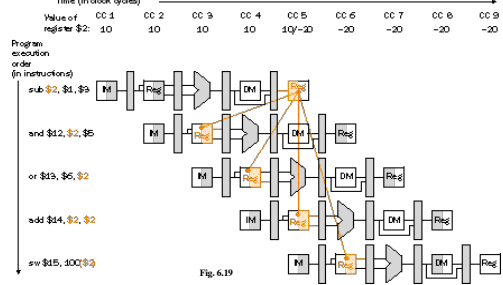 Time (in clock cycles)
CC 1 CC 2 CC 3 CC 4 CC 5 CC 6 CC 7 CC 8 CC 9
Value of register $2: 10 10 10 10 10/–20 –20 –20 –20 –20
Program
execution
order
(in instructions)
sub $2, $1, $3 IM Reg DM Reg
and $12, $2, $5 IM Reg DM Reg
or $13, $6, $2 IM Reg DM Reg
add $14, $2, $2 IM Reg DM Reg
sw $15, 100($2) IM Reg DM Reg
Fig. 6.19